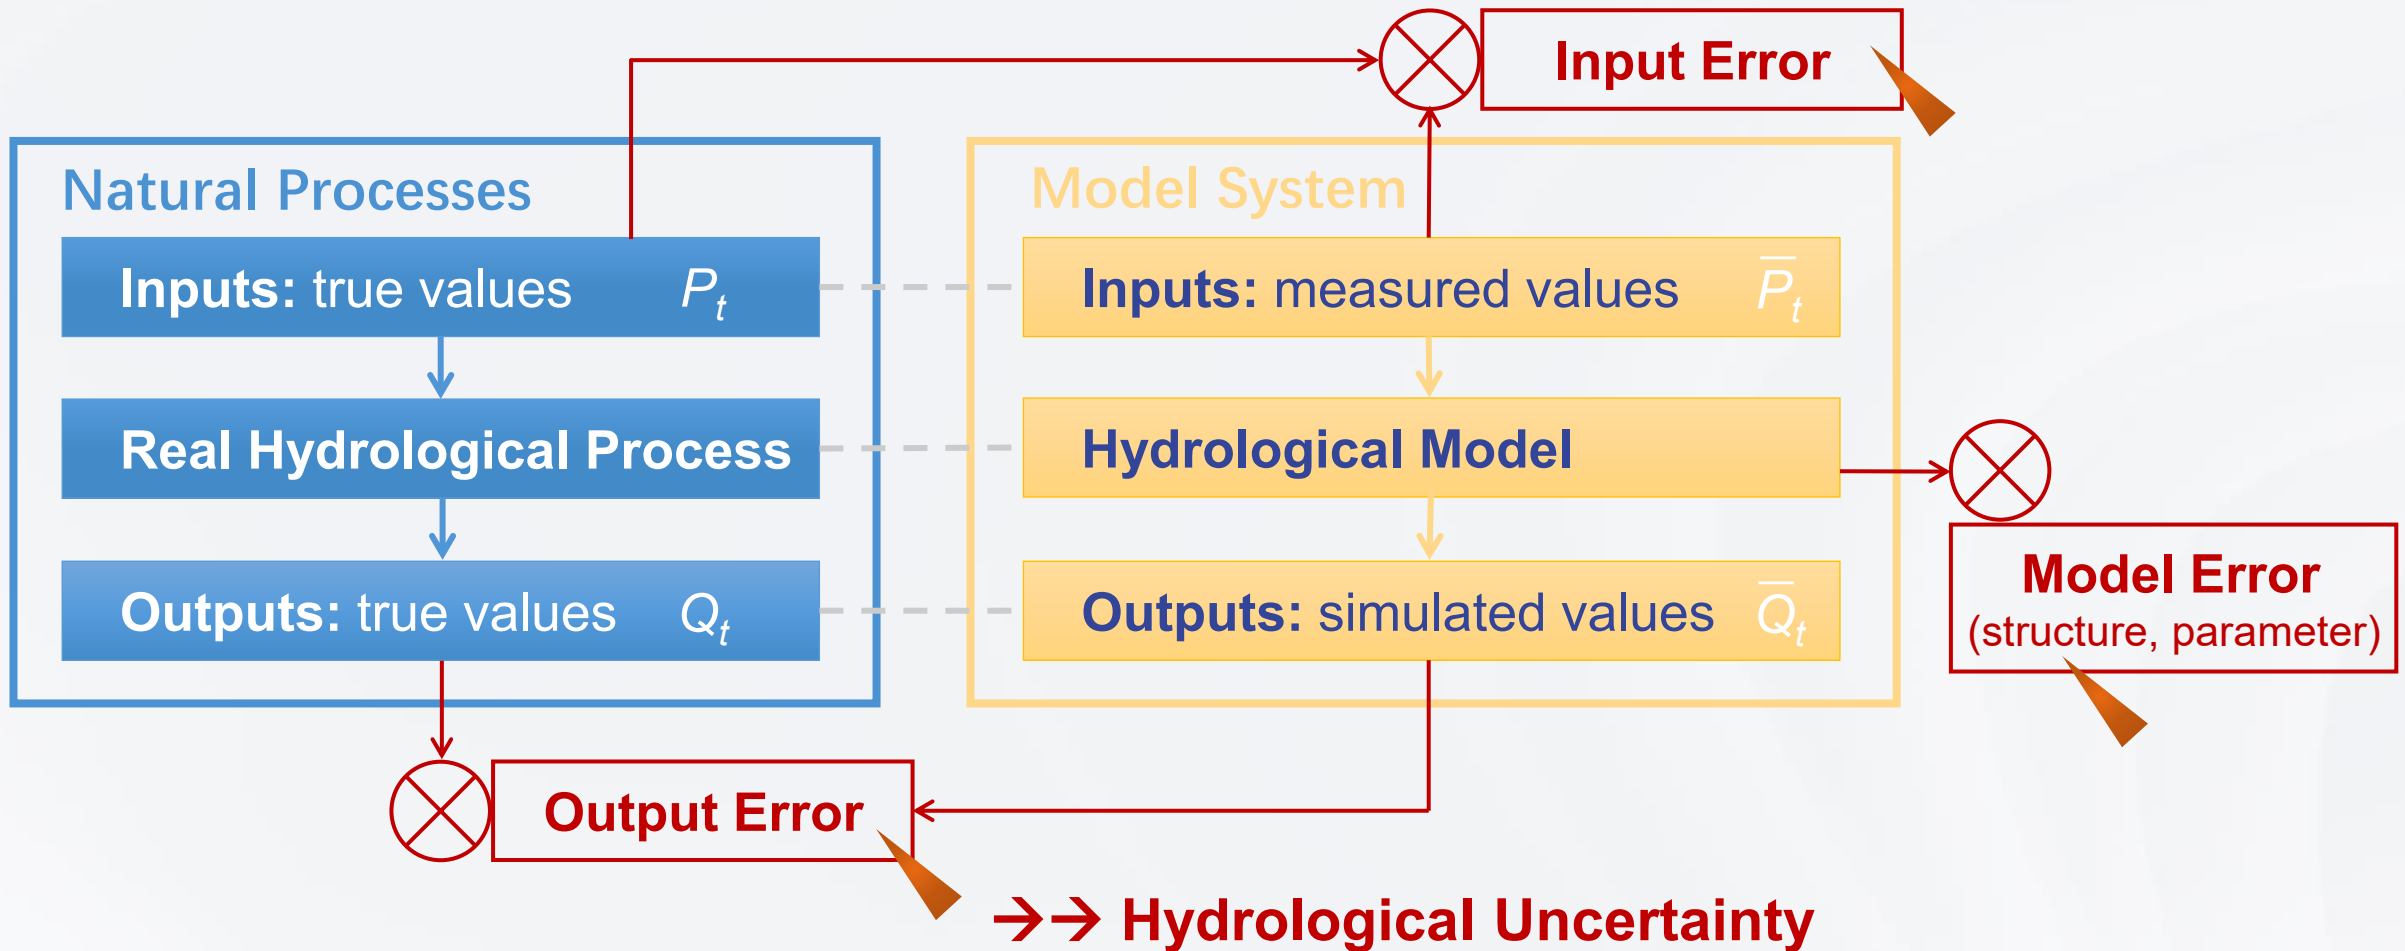 Input Error
Natural Processes
Model System
Inputs: true values P_t
Inputs: measured values P̅_t
Real Hydrological Process
Hydrological Model
Outputs: true values Q_t
Outputs: simulated values Q̅_t
Model Error
(structure, parameter)
Output Error
→→ Hydrological Uncertainty